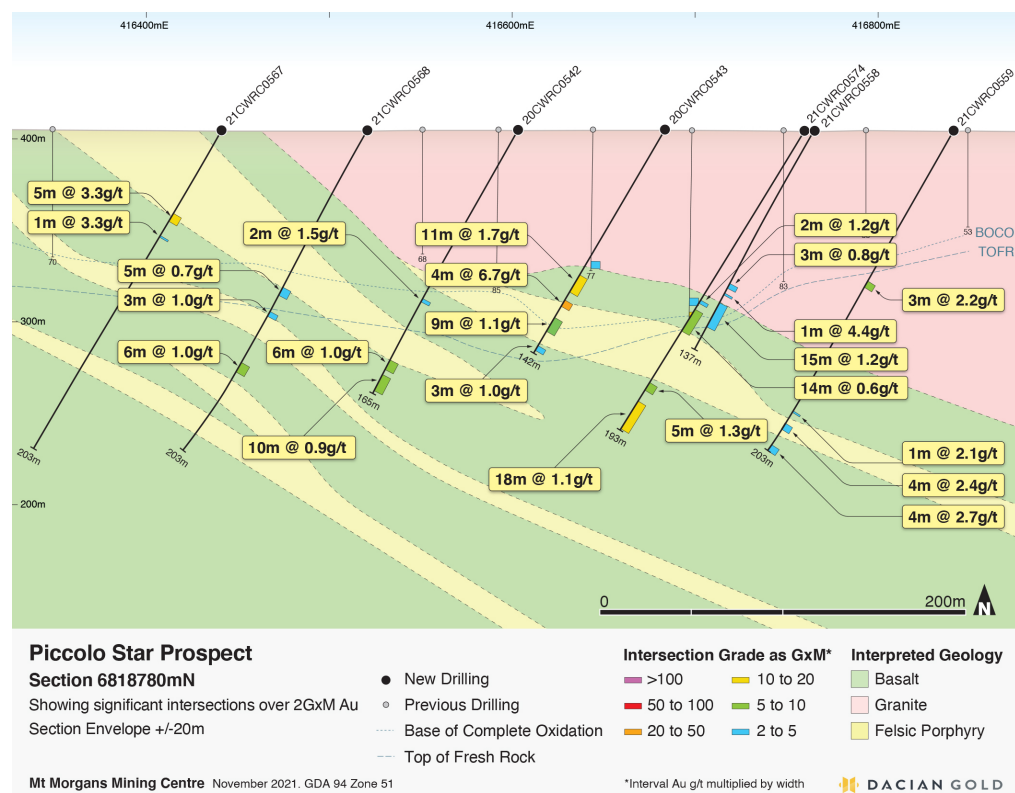 416400mE
416600mE
416800mE
21CWRC0567
21CWRC0568
20CWRC0542
20CWRC0543
21CWRC0574
21CWRC0558
21CWRC0559
400m
300m
200m
5m @ 3.3g/t
1m @ 3.3g/t
70
5m @ 0.7g/t
3m @ 1.0g/t
6m @ 1.0g/t
203m
203m
2m @ 1.5g/t
68
6m @ 1.0g/t
165m
10m @ 0.9g/t
11m @ 1.7g/t
4m @ 6.7g/t
85
9m @ 1.1g/t
142m
3m @ 1.0g/t
77
137m
193m
5m @ 1.3g/t
18m @ 1.1g/t
83
2m @ 1.2g/t
3m @ 0.8g/t
1m @ 4.4g/t
15m @ 1.2g/t
14m @ 0.6g/t
203m
53
BOCO
TOFR
3m @ 2.2g/t
1m @ 2.1g/t
4m @ 2.4g/t
4m @ 2.7g/t
0
200m
N
Piccolo Star Prospect
Section 6818780mN
Showing significant intersections over 2GxM Au
Section Envelope +/-20m
New Drilling
Previous Drilling
Base of Complete Oxidation
Top of Fresh Rock
Intersection Grade as GxM*
>100
50 to 100
20 to 50
10 to 20
5 to 10
2 to 5
Interpreted Geology
Basalt
Granite
Felsic Porphyry
Mt Morgans Mining Centre November 2021. GDA 94 Zone 51
*Interval Au g/t multiplied by width
DACIAN GOLD